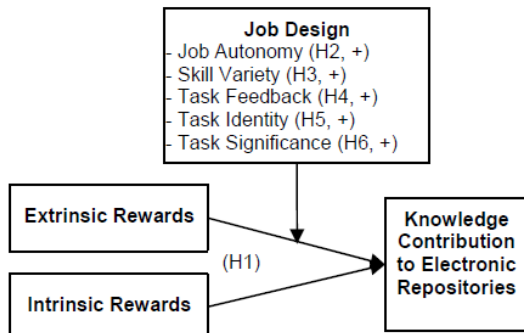 Job Design
- Job Autonomy (H2, +)
- Skill Variety (H3, +)
- Task Feedback (H4, +)
- Task Identity (H5, +)
- Task Significance (H6, +)
Extrinsic Rewards
(H1)
Intrinsic Rewards
Knowledge
Contribution
to Electronic
Repositories